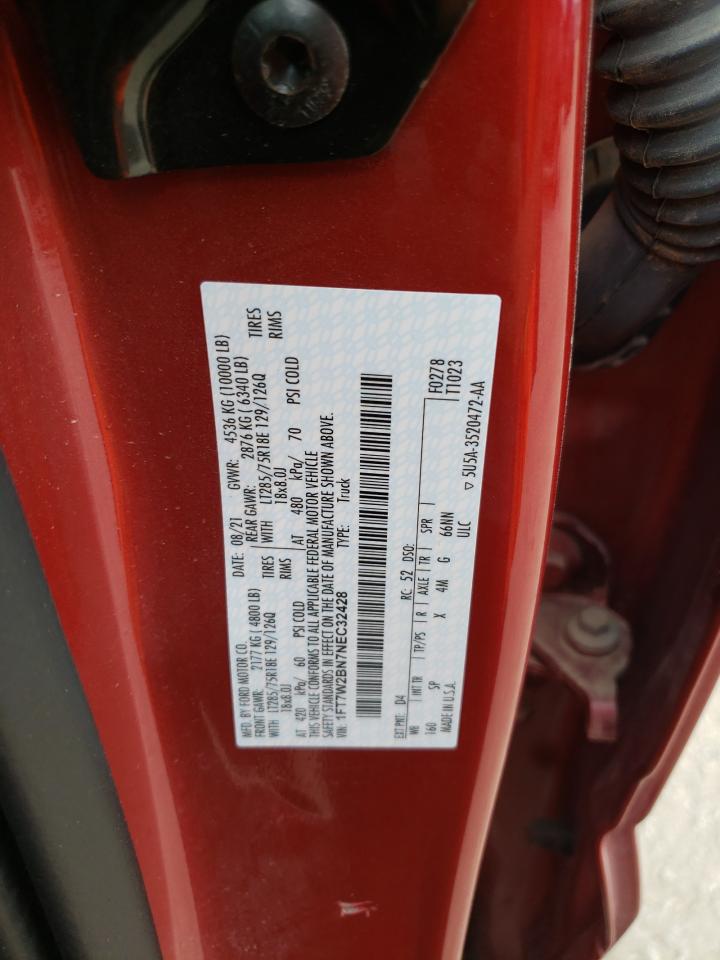 MFD. BY FORD MOTOR CO. DATE: 08/21 GVWR: 4536 KG (10000 LB)
FRONT GAWR: 2177 KG ( 4800 LB) REAR GAWR: 2876 KG ( 6340 LB)
WITH LT285/75R18E 129/126Q TIRES WITH LT285/75R18E 129/126Q TIRES
18x8.0J RIMS 18x8.0J RIMS
AT 420 kPa/ 60 PSI COLD AT 480 kPa/ 70 PSI COLD
THIS VEHICLE CONFORMS TO ALL APPLICABLE FEDERAL MOTOR VEHICLE
SAFETY STANDARDS IN EFFECT ON THE DATE OF MANUFACTURE SHOWN ABOVE.
VIN: 1FT7W2BN7NEC32428 TYPE: Truck
EXT PNT: D4 RC: 52 DSO: F0278
WB INT TR TP/PS R AXLE TR SPR T1023
160 SP X 4M G 66NN
MADE IN U.S.A. ULC ▽ 5U5A-3520472-AA